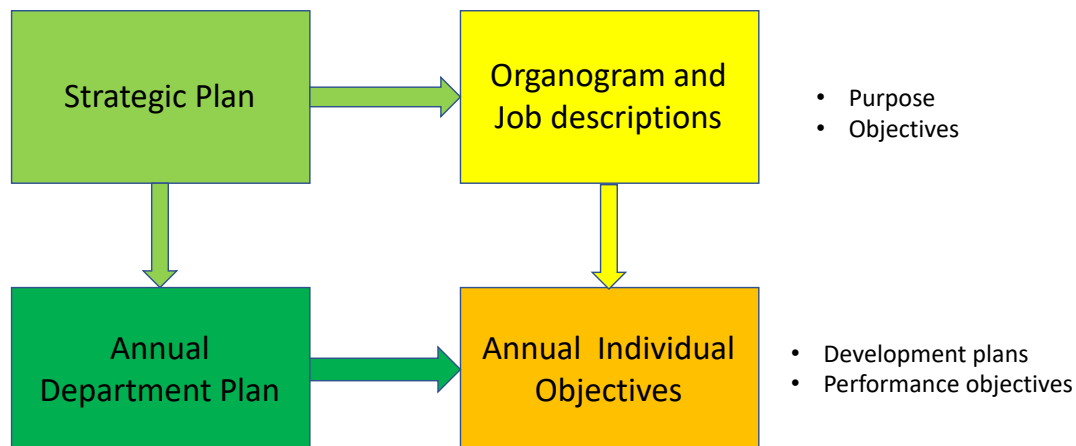 Strategic Plan
Organogram and
Job descriptions
• Purpose
• Objectives
Annual
Department Plan
Annual  Individual
Objectives
• Development plans
• Performance objectives